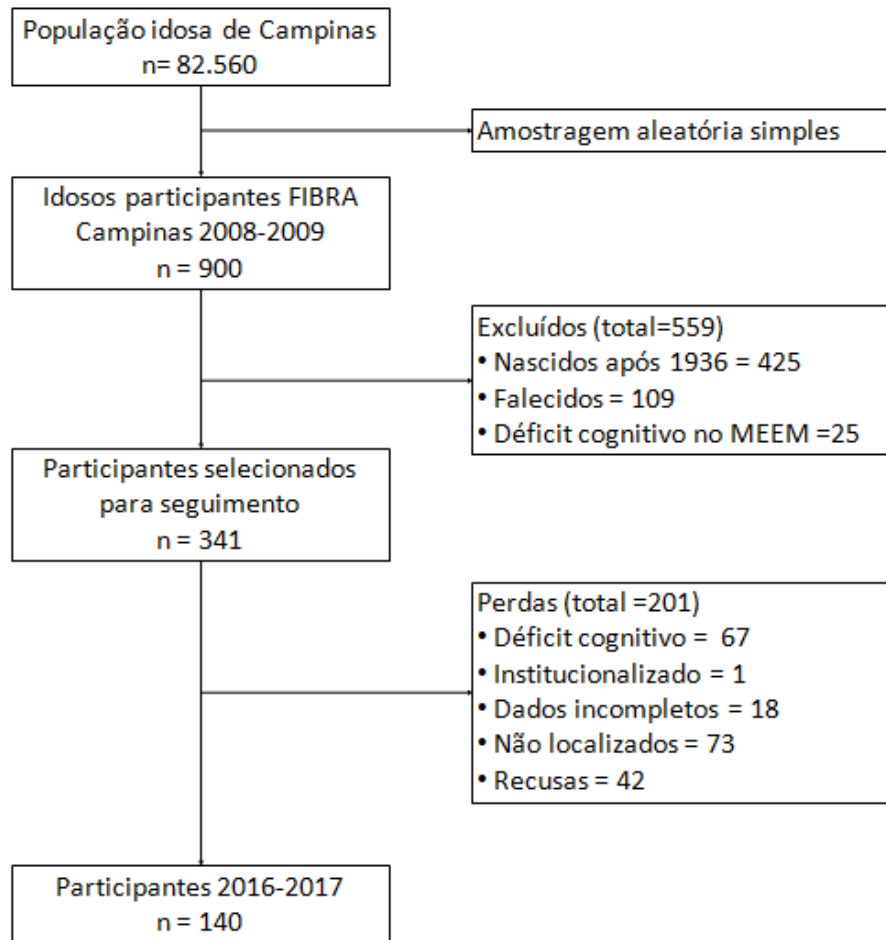 População idosa de Campinas
n= 82.560
Amostragem aleatória simples
Idosos participantes FIBRA
Campinas 2008-2009
n = 900
Excluídos (total=559)
• Nascidos após 1936 = 425
• Falecidos = 109
• Déficit cognitivo no MEEM =25
Participantes selecionados
para seguimento
n = 341
Perdas (total =201)
• Déficit cognitivo = 67
• Institucionalizado = 1
• Dados incompletos = 18
• Não localizados = 73
• Recusas = 42
Participantes 2016-2017
n = 140